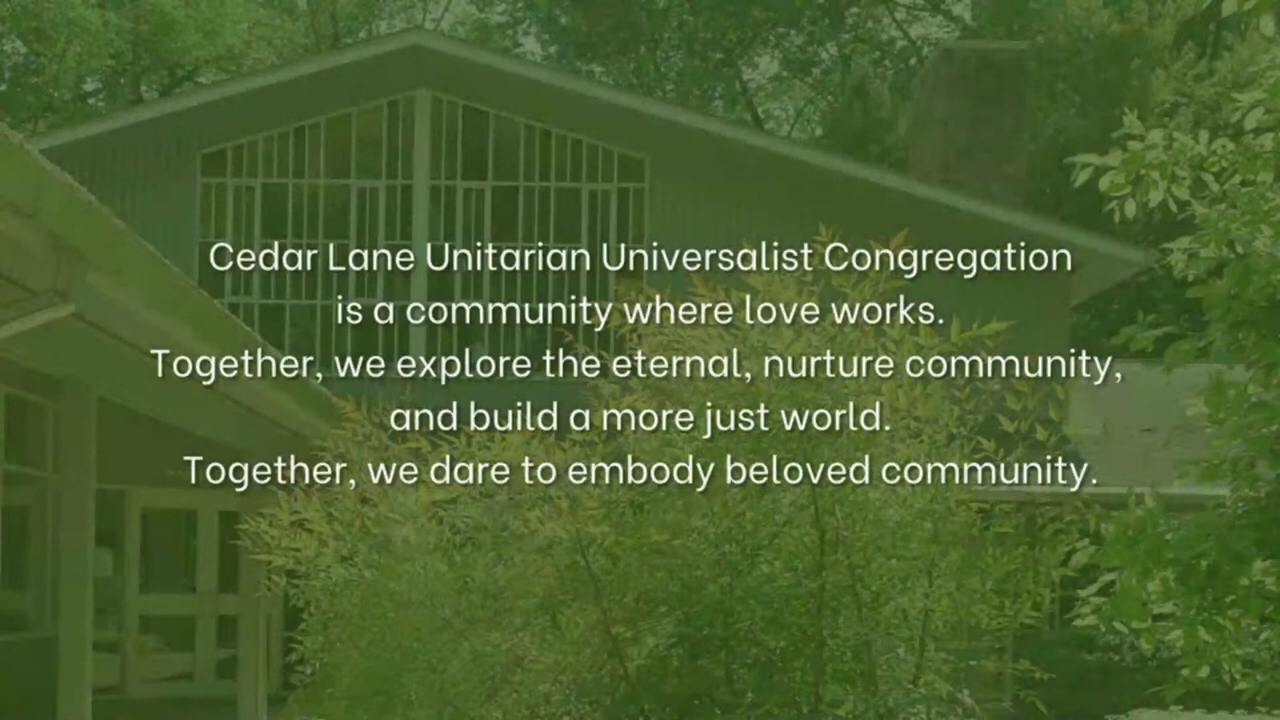 Cedar Lane Unitarian Universalist Congregation
is a community where love works.
Together, we explore the eternal, nurture community,
and build a more just world.
Together, we dare to embody beloved community.